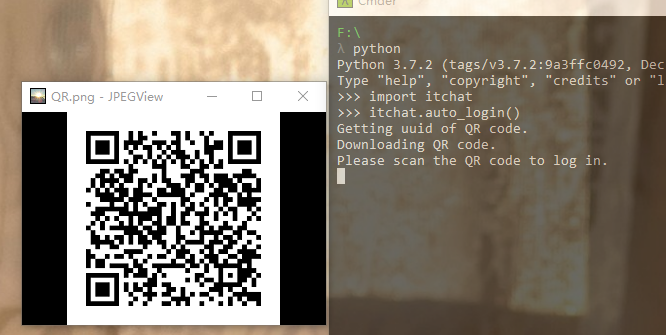 Cmder
F:\
λ python
Python 3.7.2 (tags/v3.7.2:9a3ffc0492, Dec
Type "help", "copyright", "credits" or "l
>>> import itchat
>>> itchat.auto_login()
Getting uuid of QR code.
Downloading QR code.
Please scan the QR code to log in.
QR.png - JPEGView